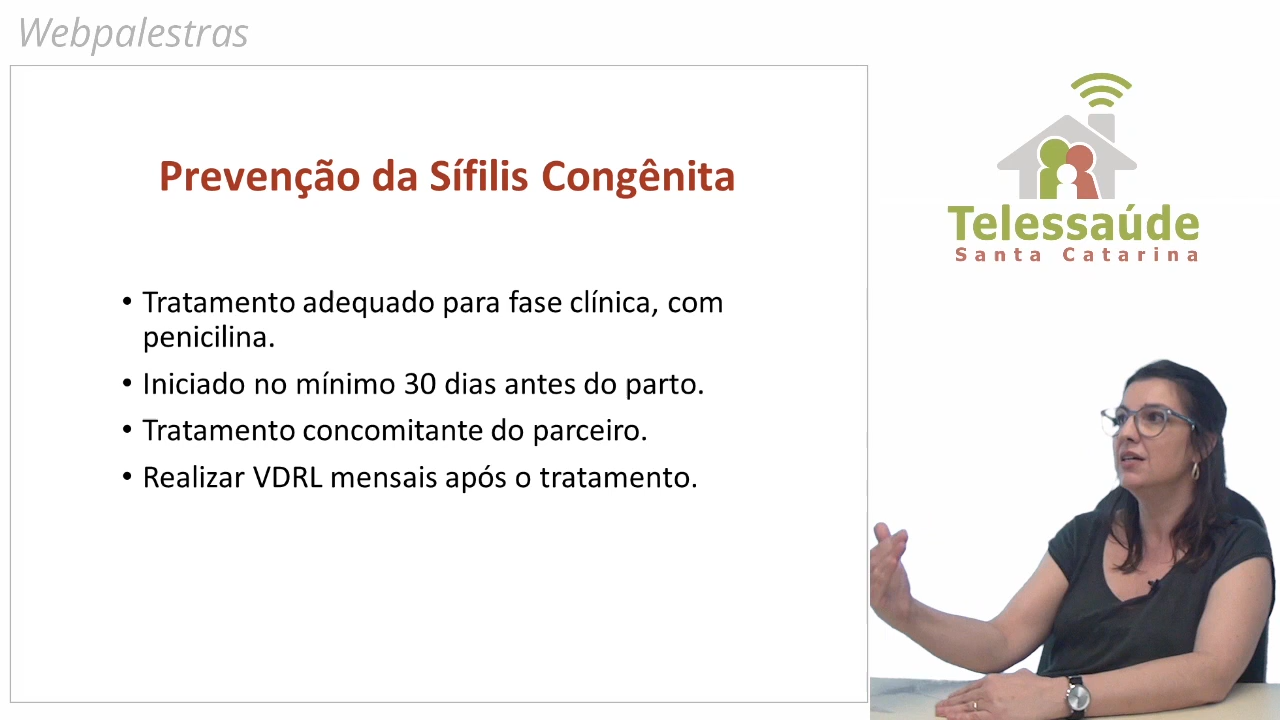 Webpalestras
Prevenção da Sífilis Congênita
• Tratamento adequado para fase clínica, com
penicilina.
• Iniciado no mínimo 30 dias antes do parto.
• Tratamento concomitante do parceiro.
• Realizar VDRL mensais após o tratamento.
Telessaúde
Santa Catarina